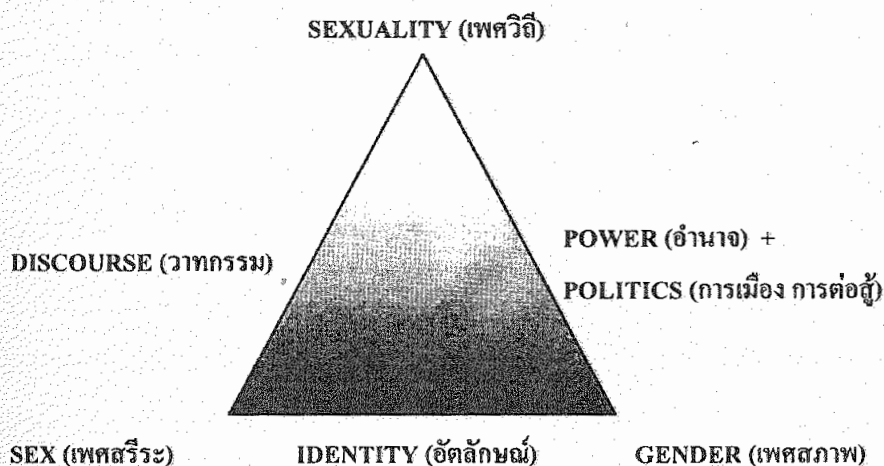 SEXUALITY (เพศวิถี)
POWER (อำนาจ) +
DISCOURSE (วาทกรรม)
POLITICS (การเมือง การต่อสู้)
SEX (เพศสรีระ) IDENTITY (อัตลักษณ์) GENDER (เพศสภาพ)